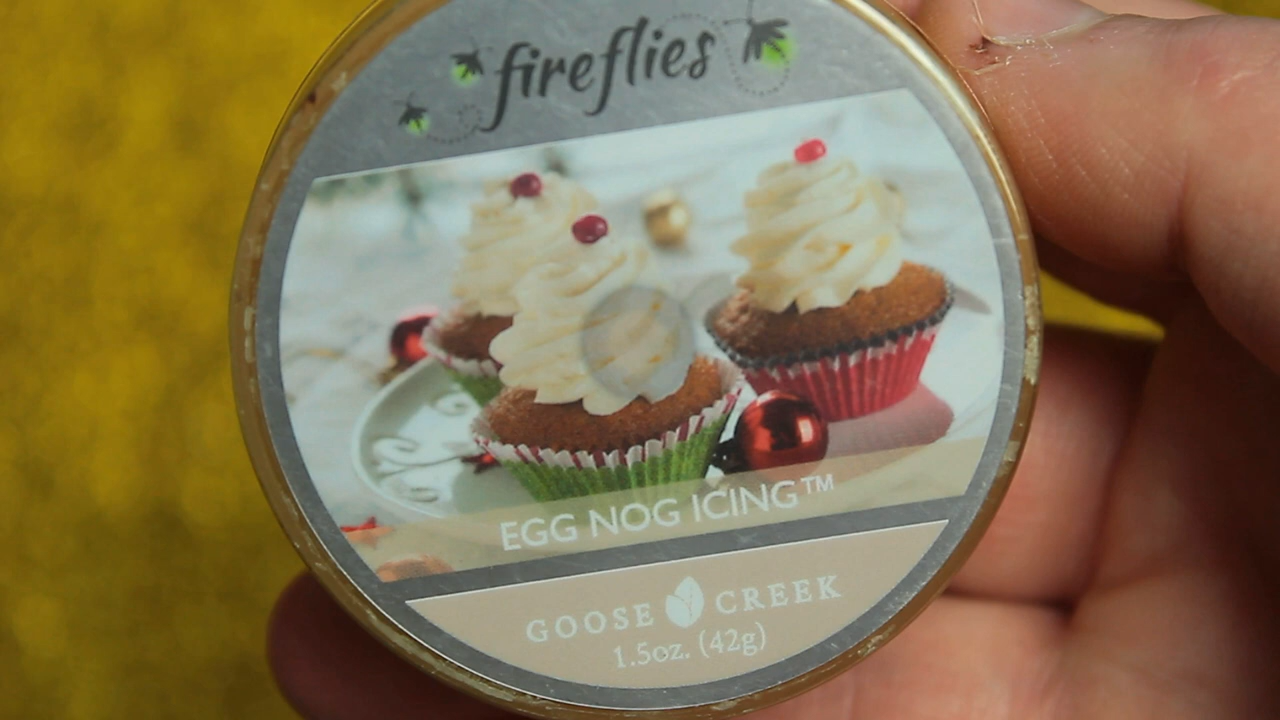 fireflies
EGG NOG ICING™
GOOSE CREEK
1.5oz. (42g)